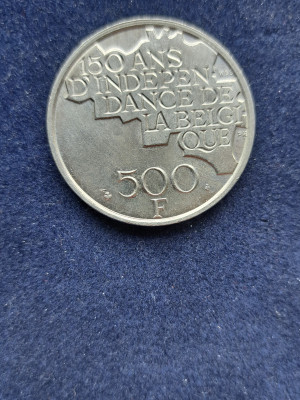 150 ANS
D'INDEPEN
DANCE DE
LA BELGI
QUE
500
F